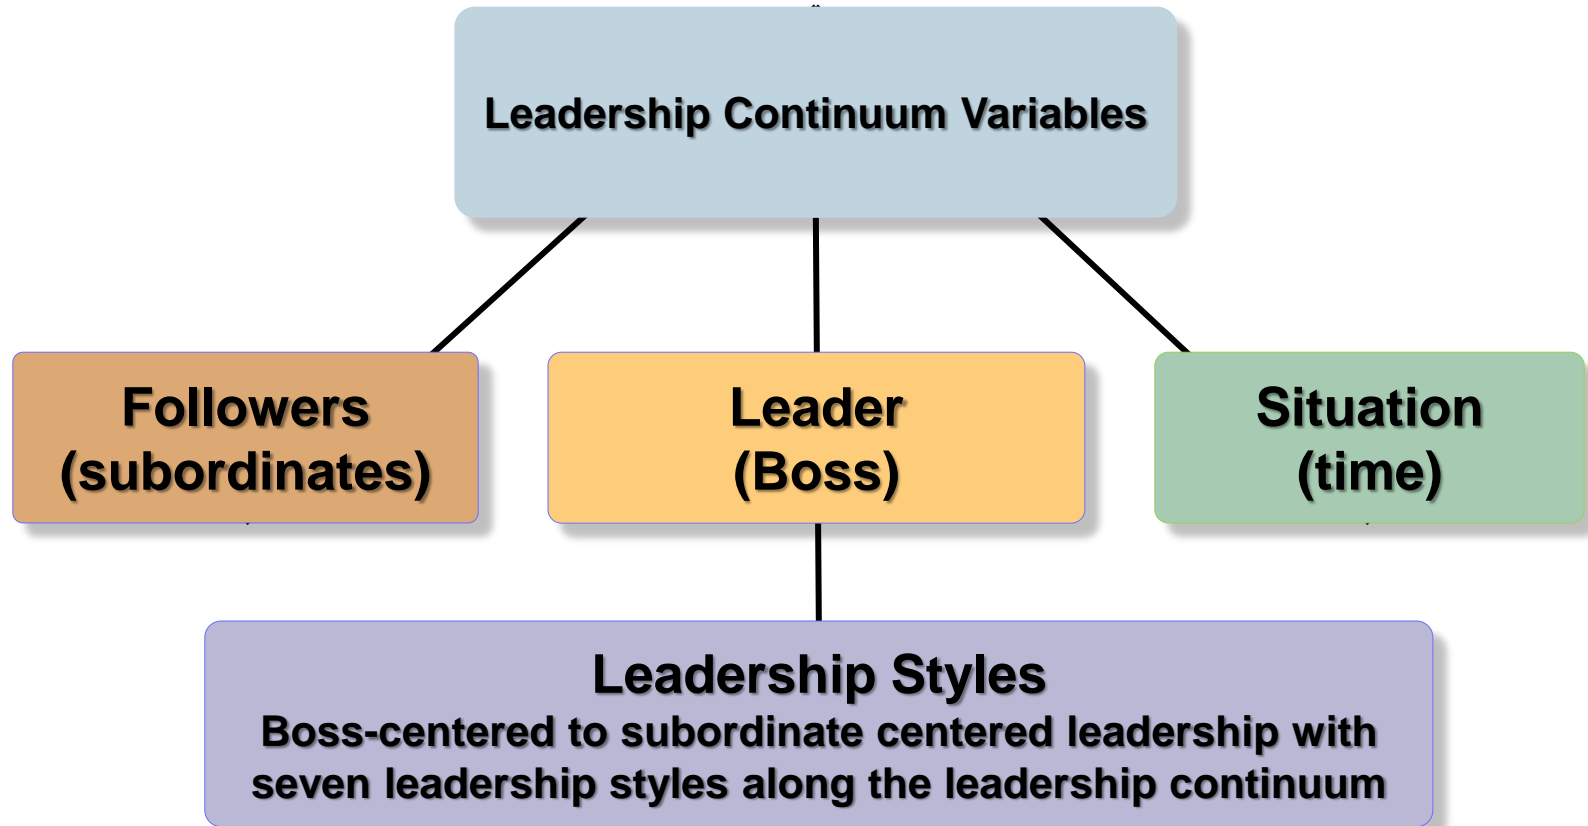 Leadership Continuum Variables
Followers
(subordinates)
Leader
(Boss)
Situation
(time)
Leadership Styles
Boss-centered to subordinate centered leadership with
seven leadership styles along the leadership continuum